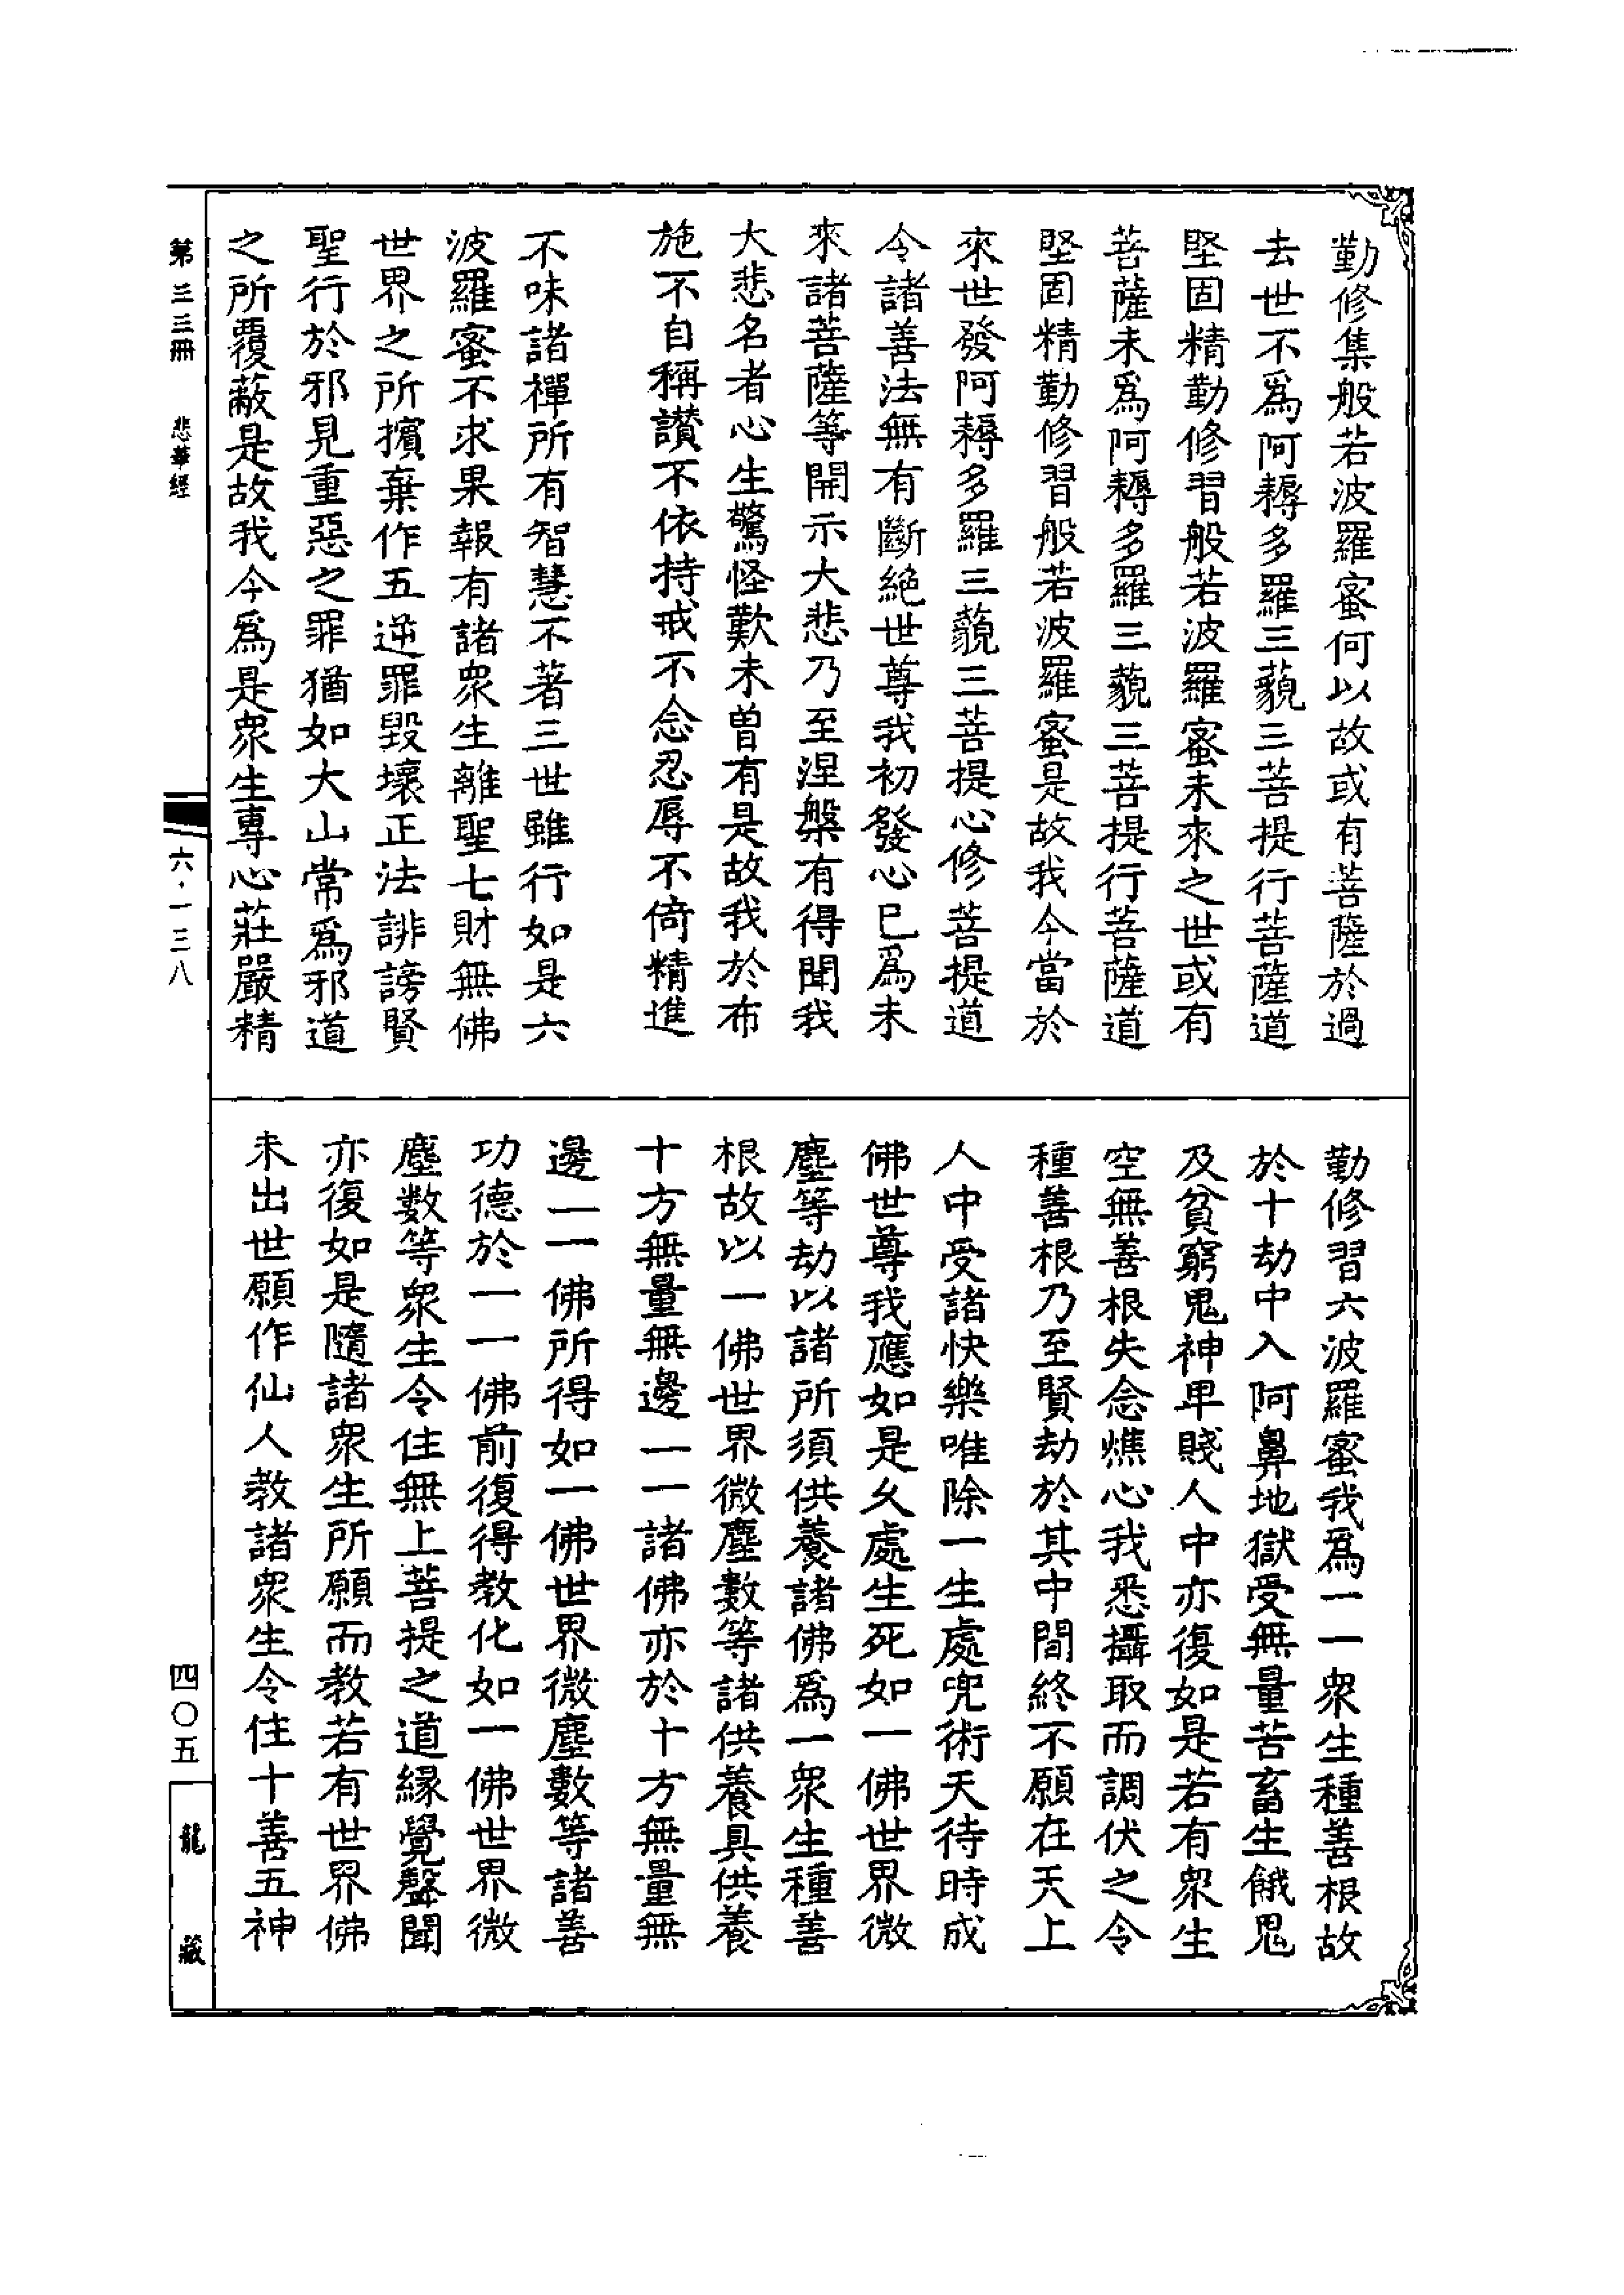 勤修集般若波羅蜜何以故或有菩薩於過
去世不爲阿耨多羅三藐三菩提行菩薩道
堅固精勤修習般若波羅蜜未來之世或有
菩薩未爲阿耨多羅三藐三菩提行菩薩道
堅固精勤修習般若波羅蜜是故我今當於
來世發阿耨多羅三藐三菩提心修菩提道
令諸善法無有斷絕世尊我初發心已爲未
來諸菩薩等開示大悲乃至涅槃有得聞我
大悲名者心生驚怪歎未曾有是故我於布
施不自稱讚不依持戒不念忍辱不倚精進
不味諸禪所有智慧不著三世雖行如是六
波羅蜜不求果報有諸衆生離聖七財無佛
世界之所擯棄作五逆罪毀壞正法誹謗賢
聖行於邪見重惡之罪猶如大山常爲邪道
之所覆蔽是故我今爲是衆生專心莊嚴精
勤修習六波羅蜜我爲一一衆生種善根故
於十劫中入阿鼻地獄受無量苦畜生餓鬼
及貧窮鬼神卑賤人中亦復如是若有衆生
空無善根失念燋心我悉攝取而調伏之令
種善根乃至賢劫於其中間終不願在天上
人中受諸快樂唯除一生處兜術天待時成
佛世尊我應如是久處生死如一佛世界微
塵等劫以諸所須供養諸佛爲一衆生種善
根故以一佛世界微塵數等諸供養具供養
十方無量無邊一一諸佛亦於十方無量無
邊一一佛所得如一佛世界微塵數等諸善
功德於一一佛前復得教化如一佛世界微
塵數等衆生令住無上菩提之道緣覺聲聞
亦復如是隨諸衆生所願而教若有世界佛
未出世願作仙人教諸衆生令住十善五神
第三三冊　悲華經
六·一三八
四〇五
龍藏